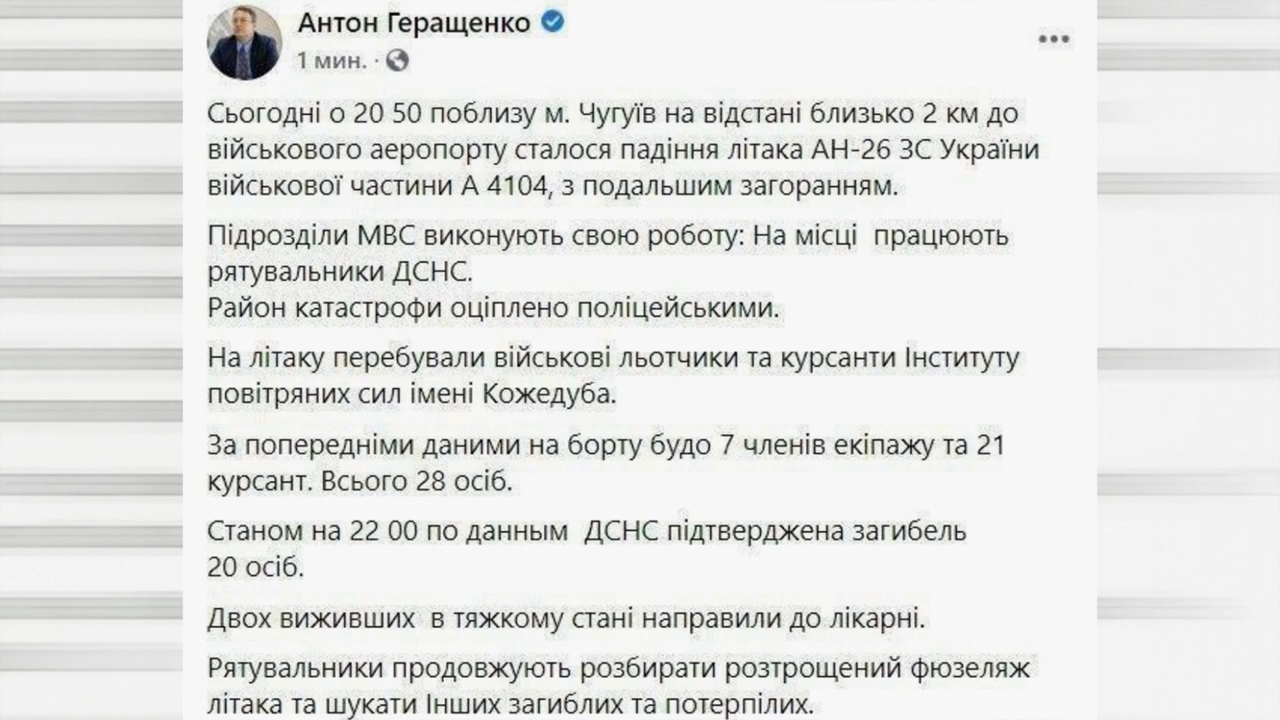 Антон Геращенко
1 мин. ·
Сьогодні о 20 50 поблизу м. Чугуїв на відстані близько 2 км до
військового аеропорту сталося падіння літака АН-26 ЗС України
військової частини А 4104, з подальшим загоранням.
Підрозділи МВС виконують свою роботу: На місці працюють
рятувальники ДСНС.
Район катастрофи оціплено поліцейськими.
На літаку перебували військові льотчики та курсанти Інституту
повітряних сил імені Кожедуба.
За попередніми даними на борту будо 7 членів екіпажу та 21
курсант. Всього 28 осіб.
Станом на 22 00 по данным ДСНС підтверджена загибель
20 осіб.
Двох виживших в тяжкому стані направили до лікарні.
Рятувальники продовжують розбирати розтрощений фюзеляж
літака та шукати Інших загиблих та потерпілих.